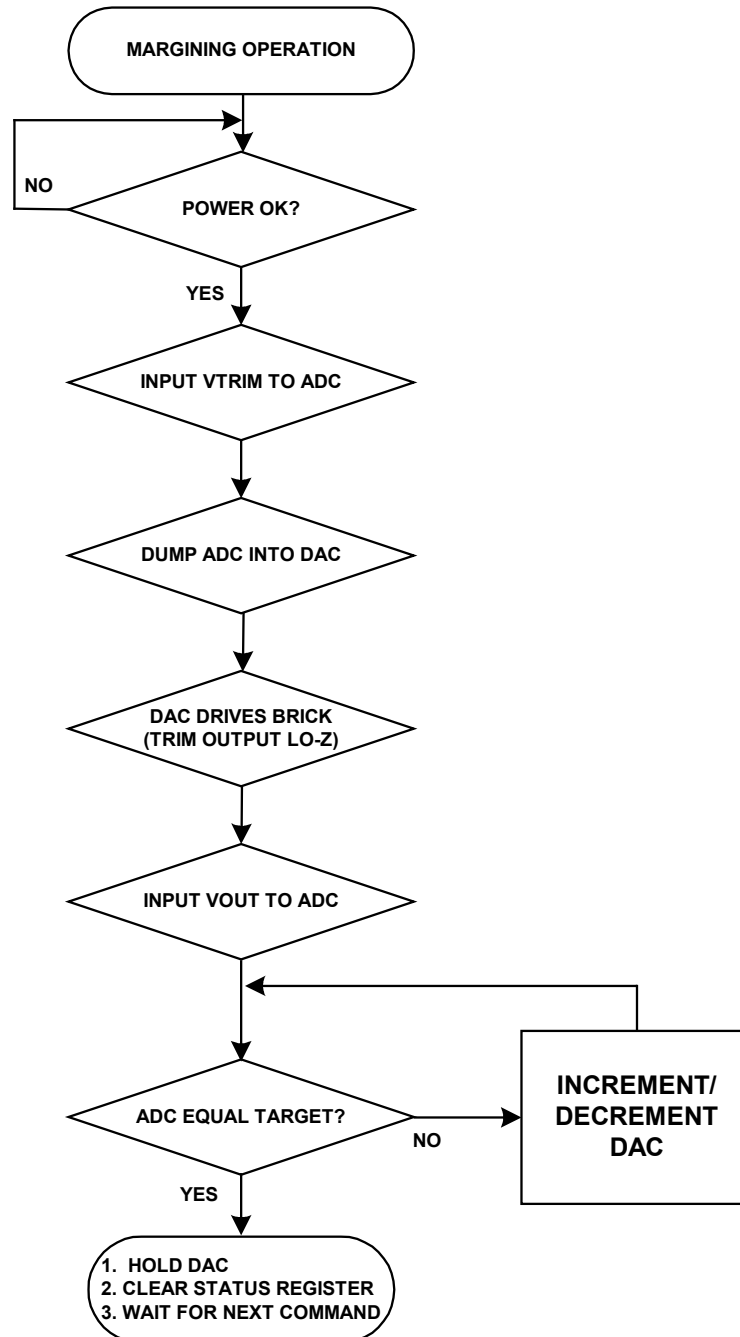 MARGINING OPERATION
NO
POWER OK?
YES
INPUT VTRIM TO ADC
DUMP ADC INTO DAC
DAC DRIVES BRICK
(TRIM OUTPUT LO-Z)
INPUT VOUT TO ADC
INCREMENT/
DECREMENT
DAC
ADC EQUAL TARGET?
NO
YES
1. HOLD DAC
2. CLEAR STATUS REGISTER
3. WAIT FOR NEXT COMMAND